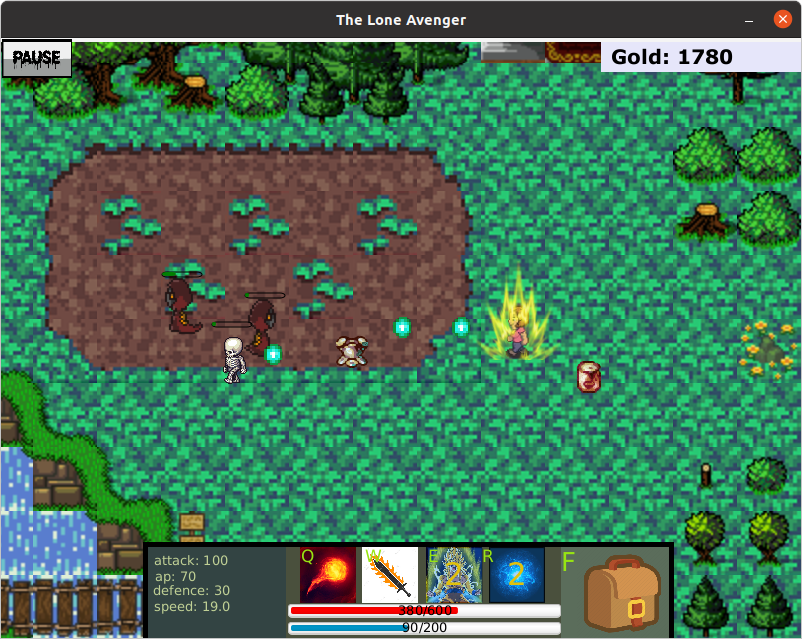 The Lone Avenger
PAUSE
Gold: 1780
attack: 100
ap: 70
defence: 30
speed: 19.0
Q
W
E
2
R
2
F
380/600
90/200